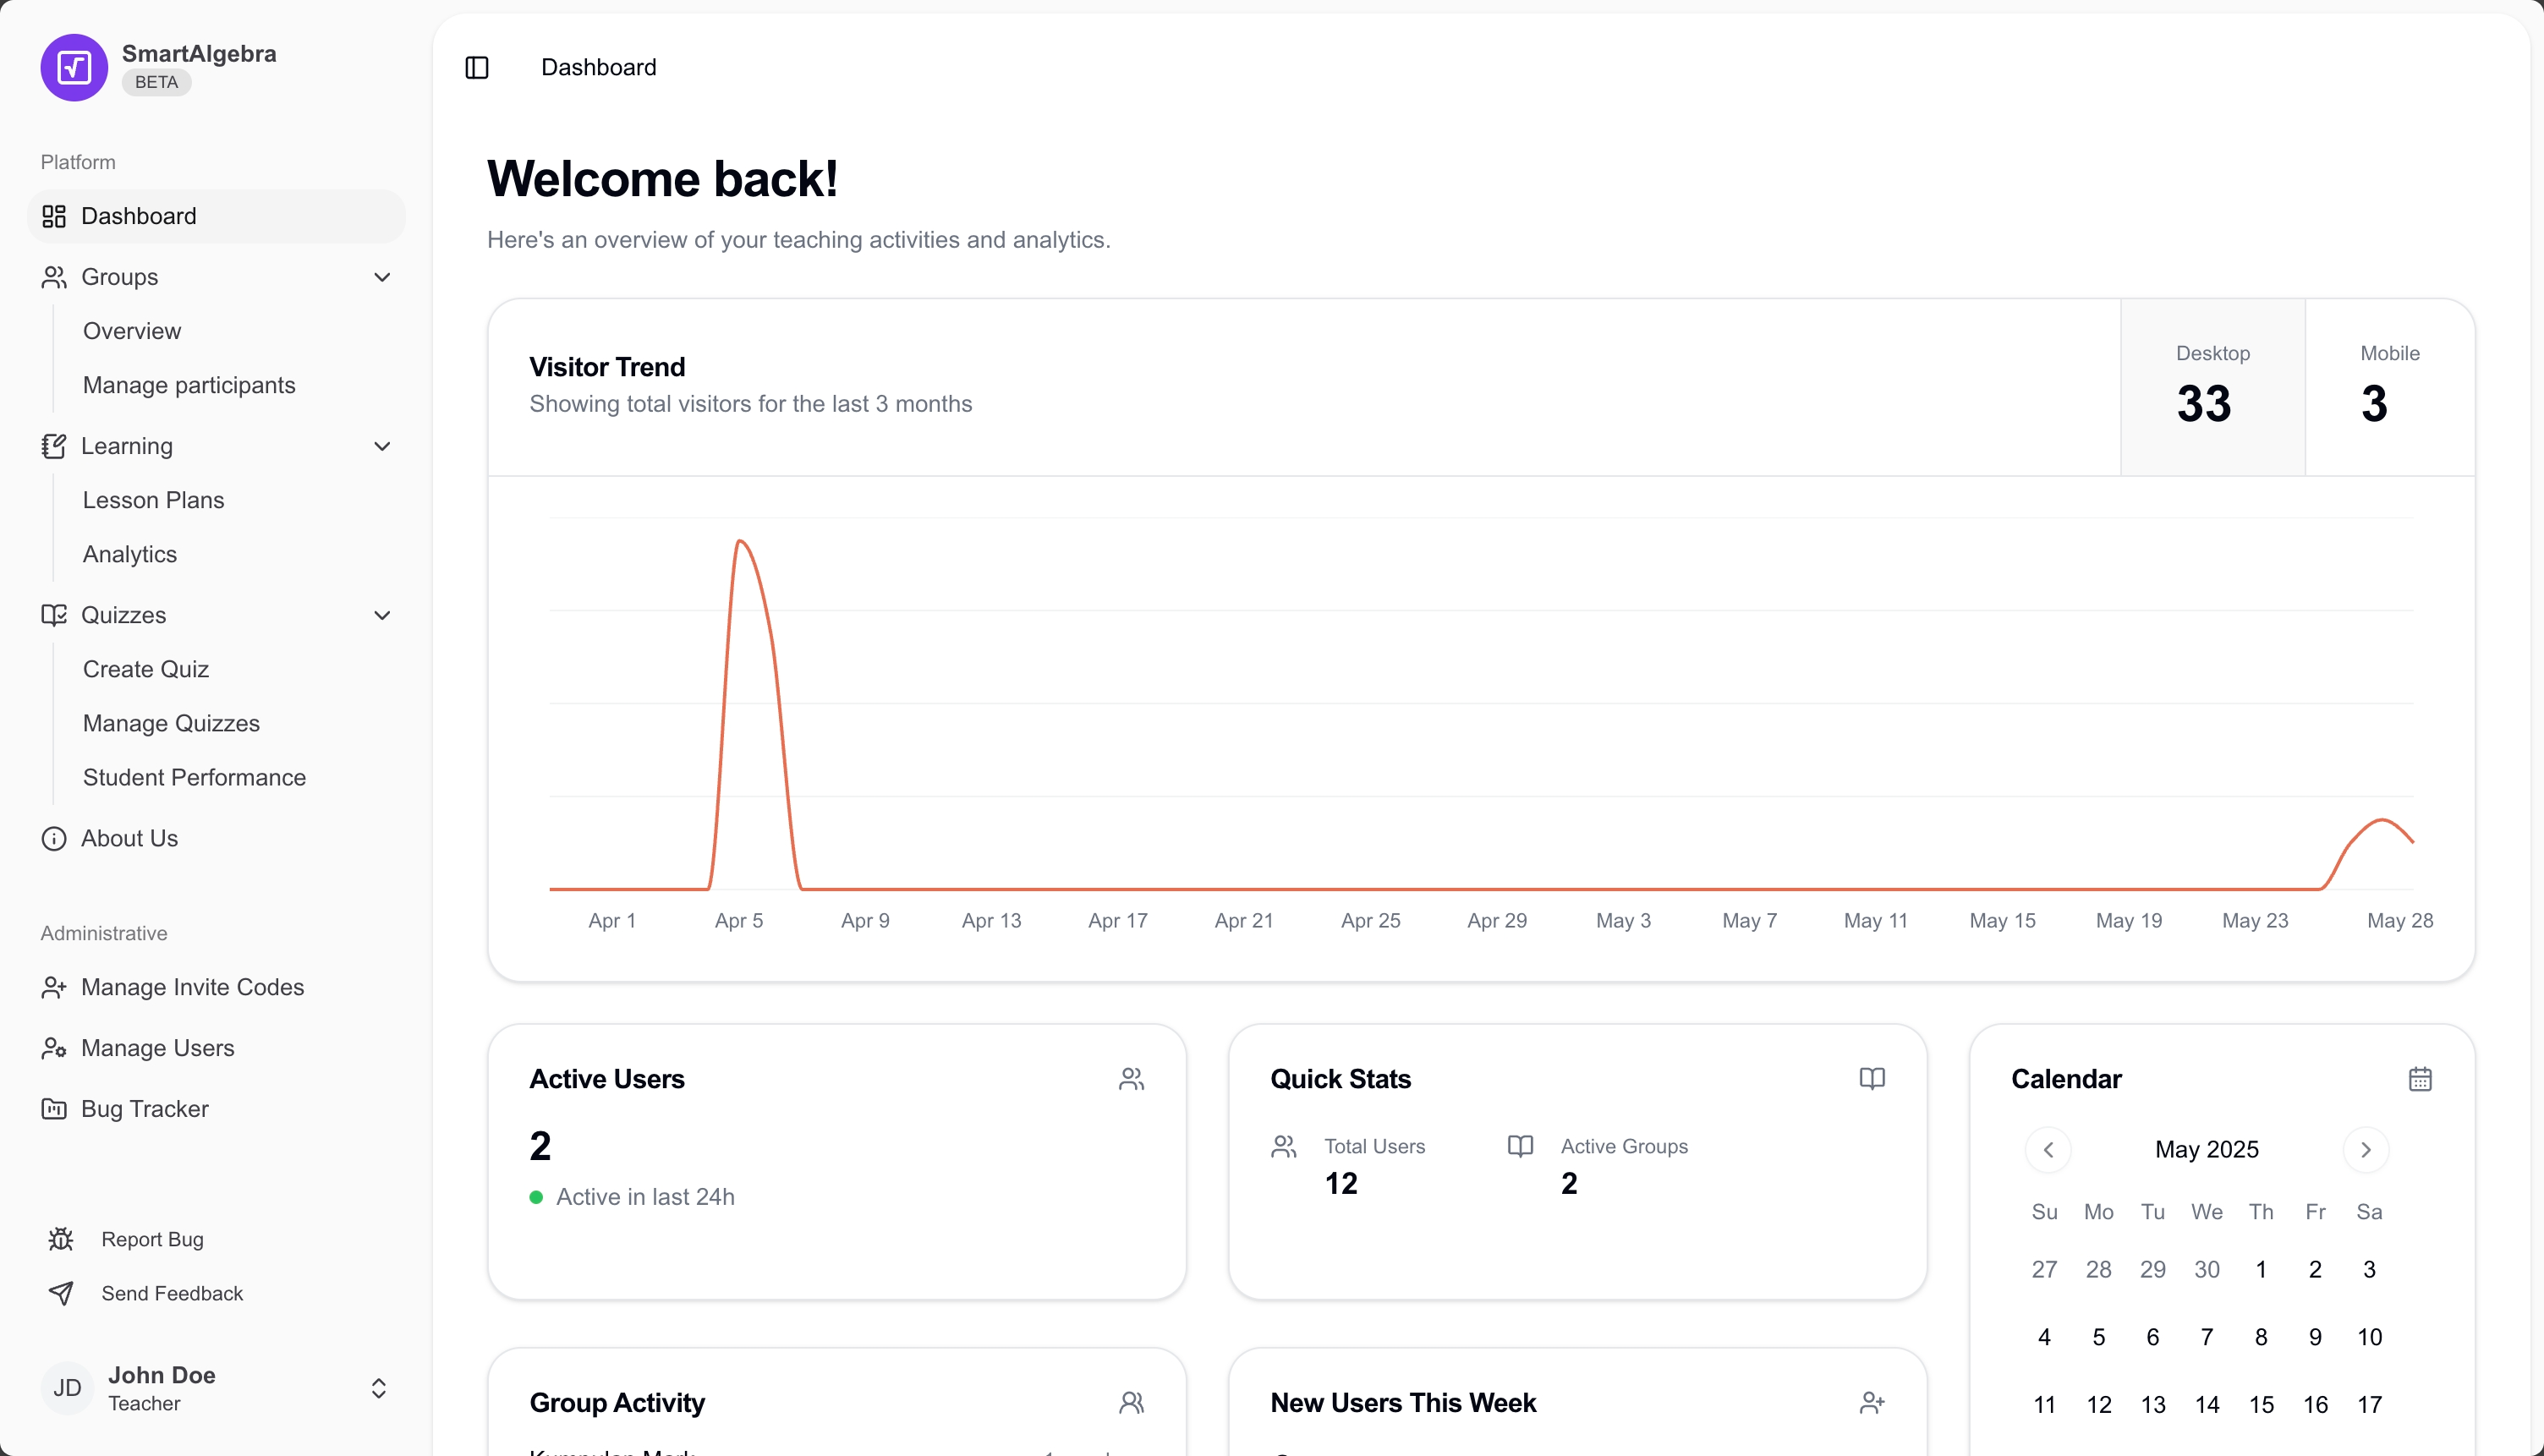 SmartAlgebra
BETA
Platform
Dashboard
Groups
Overview
Manage participants
Learning
Lesson Plans
Analytics
Quizzes
Create Quiz
Manage Quizzes
Student Performance
About Us
Administrative
Manage Invite Codes
Manage Users
Bug Tracker
Report Bug
Send Feedback
JD
John Doe
Teacher
Dashboard
Welcome back!
Here's an overview of your teaching activities and analytics.
Visitor Trend
Showing total visitors for the last 3 months
Desktop
33
Mobile
3
Apr 1 Apr 5 Apr 9 Apr 13 Apr 17 Apr 21 Apr 25 Apr 29 May 3 May 7 May 11 May 15 May 19 May 23 May 28
Active Users
2
Active in last 24h
Quick Stats
Total Users
12
Active Groups
2
Calendar
May 2025
Su Mo Tu We Th Fr Sa
27 28 29 30 1 2 3
4 5 6 7 8 9 10
11 12 13 14 15 16 17
Group Activity
New Users This Week